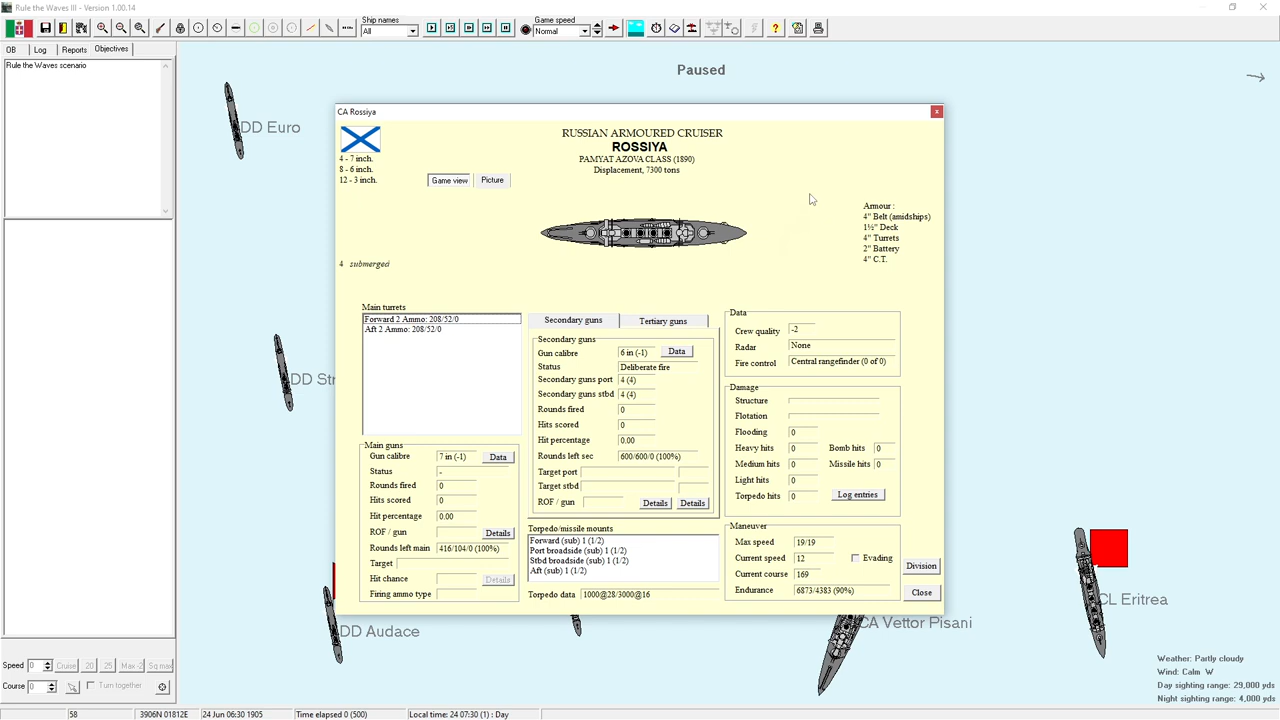 Rule the Waves III - Version 1.00.14
Ship names
All
Game speed
Normal
OB
Log
Reports
Objectives
Rule the Waves scenario
Paused
DD Euro
CA Rossiya
RUSSIAN ARMOURED CRUISER
ROSSIYA
PAMYAT AZOVA CLASS (1890)
Displacement, 7300 tons
4 - 7 inch.
8 - 6 inch.
12 - 3 inch.
Game view
Picture
Armour :
4" Belt (amidships)
1½" Deck
4" Turrets
2" Battery
4" C.T.
4 submerged
Main turrets
Forward 2 Ammo: 208/52/0
Aft 2 Ammo: 208/52/0
Main guns
Gun calibre 7 in (-1) Data
Status -
Rounds fired 0
Hits scored 0
Hit percentage 0.00
ROF / gun Details
Rounds left main 416/104/0 (100%)
Target
Hit chance Details
Firing ammo type
Secondary guns
Tertiary guns
Secondary guns
Gun calibre 6 in (-1) Data
Status Deliberate fire
Secondary guns port 4 (4)
Secondary guns stbd 4 (4)
Rounds fired 0
Hits scored 0
Hit percentage 0.00
Rounds left sec 600/600/0 (100%)
Target port
Target stbd
ROF / gun Details Details
Torpedo/missile mounts
Forward (sub) 1 (1/2)
Port broadside (sub) 1 (1/2)
Stbd broadside (sub) 1 (1/2)
Aft (sub) 1 (1/2)
Torpedo data 1000@28/3000@16
Data
Crew quality -2
Radar None
Fire control Central rangefinder (0 of 0)
Damage
Structure
Flotation
Flooding 0
Heavy hits 0 Bomb hits 0
Medium hits 0 Missile hits 0
Light hits 0
Torpedo hits 0 Log entries
Maneuver
Max speed 19/19
Current speed 12 Evading
Current course 169
Endurance 6873/4383 (90%)
Division
Close
DD Str
DD Audace
CA Vettor Pisani
CL Eritrea
Weather: Partly cloudy
Wind: Calm W
Day sighting range: 29,000 yds
Night sighting range: 4,000 yds
Speed 0 Cruise 20 25 Max -2 Sq max
Course 0 Turn together
58 3906N 01812E 24 Jun 06:30 1905 Time elapsed 0 (500) Local time: 24 07:30 (1) : Day